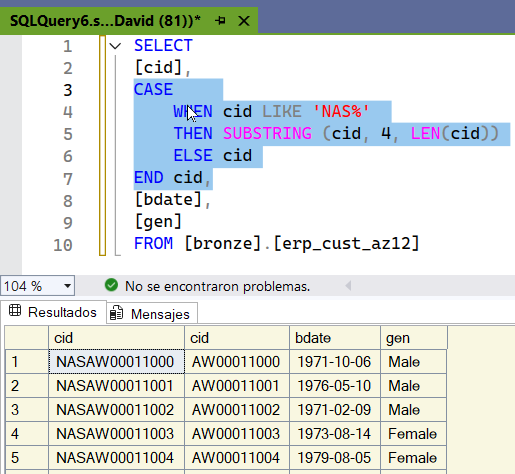 SQLQuery6.s...David (81))*
1 SELECT
2 [cid],
3 CASE
4 WHEN cid LIKE 'NAS%'
5 THEN SUBSTRING (cid, 4, LEN(cid))
6 ELSE cid
7 END cid,
8 [bdate],
9 [gen]
10 FROM [bronze].[erp_cust_az12]
104 % No se encontraron problemas.
Resultados Mensajes
cid cid bdate gen
1 NASAW00011000 AW00011000 1971-10-06 Male
2 NASAW00011001 AW00011001 1976-05-10 Male
3 NASAW00011002 AW00011002 1971-02-09 Male
4 NASAW00011003 AW00011003 1973-08-14 Female
5 NASAW00011004 AW00011004 1979-08-05 Female